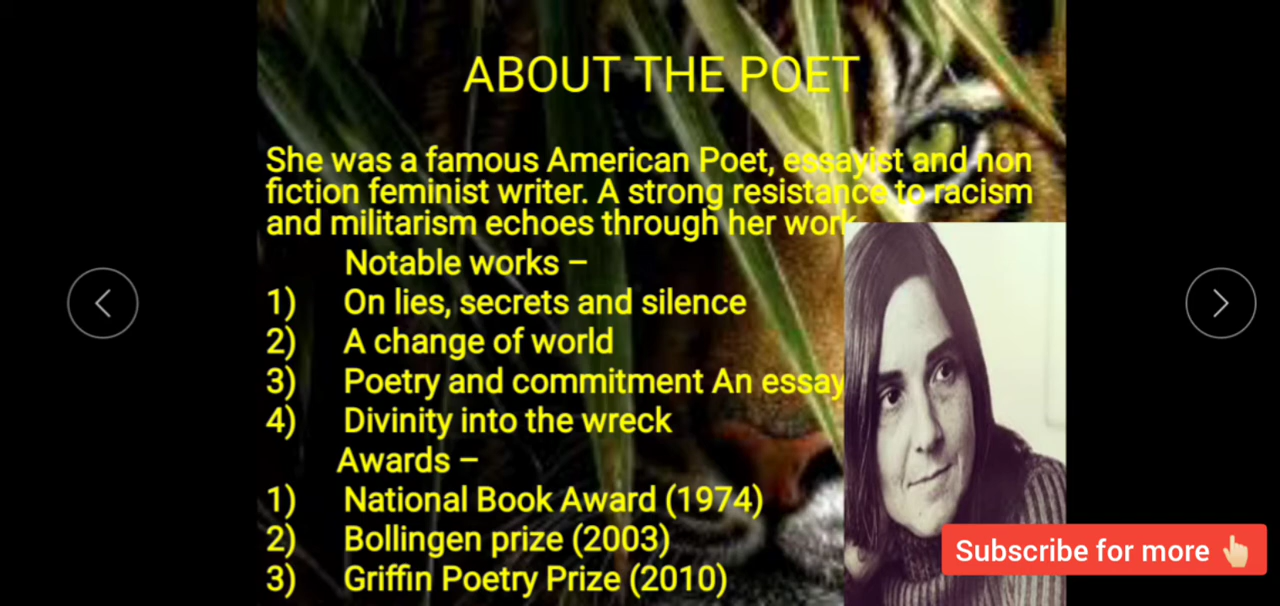 ABOUT THE POET
She was a famous American Poet, essayist and non
fiction feminist writer. A strong resistance to racism
and militarism echoes through her work
Notable works –
1) On lies, secrets and silence
2) A change of world
3) Poetry and commitment An essay
4) Divinity into the wreck
Awards –
1) National Book Award (1974)
2) Bollingen prize (2003)
3) Griffin Poetry Prize (2010)
Subscribe for more 👆🏻